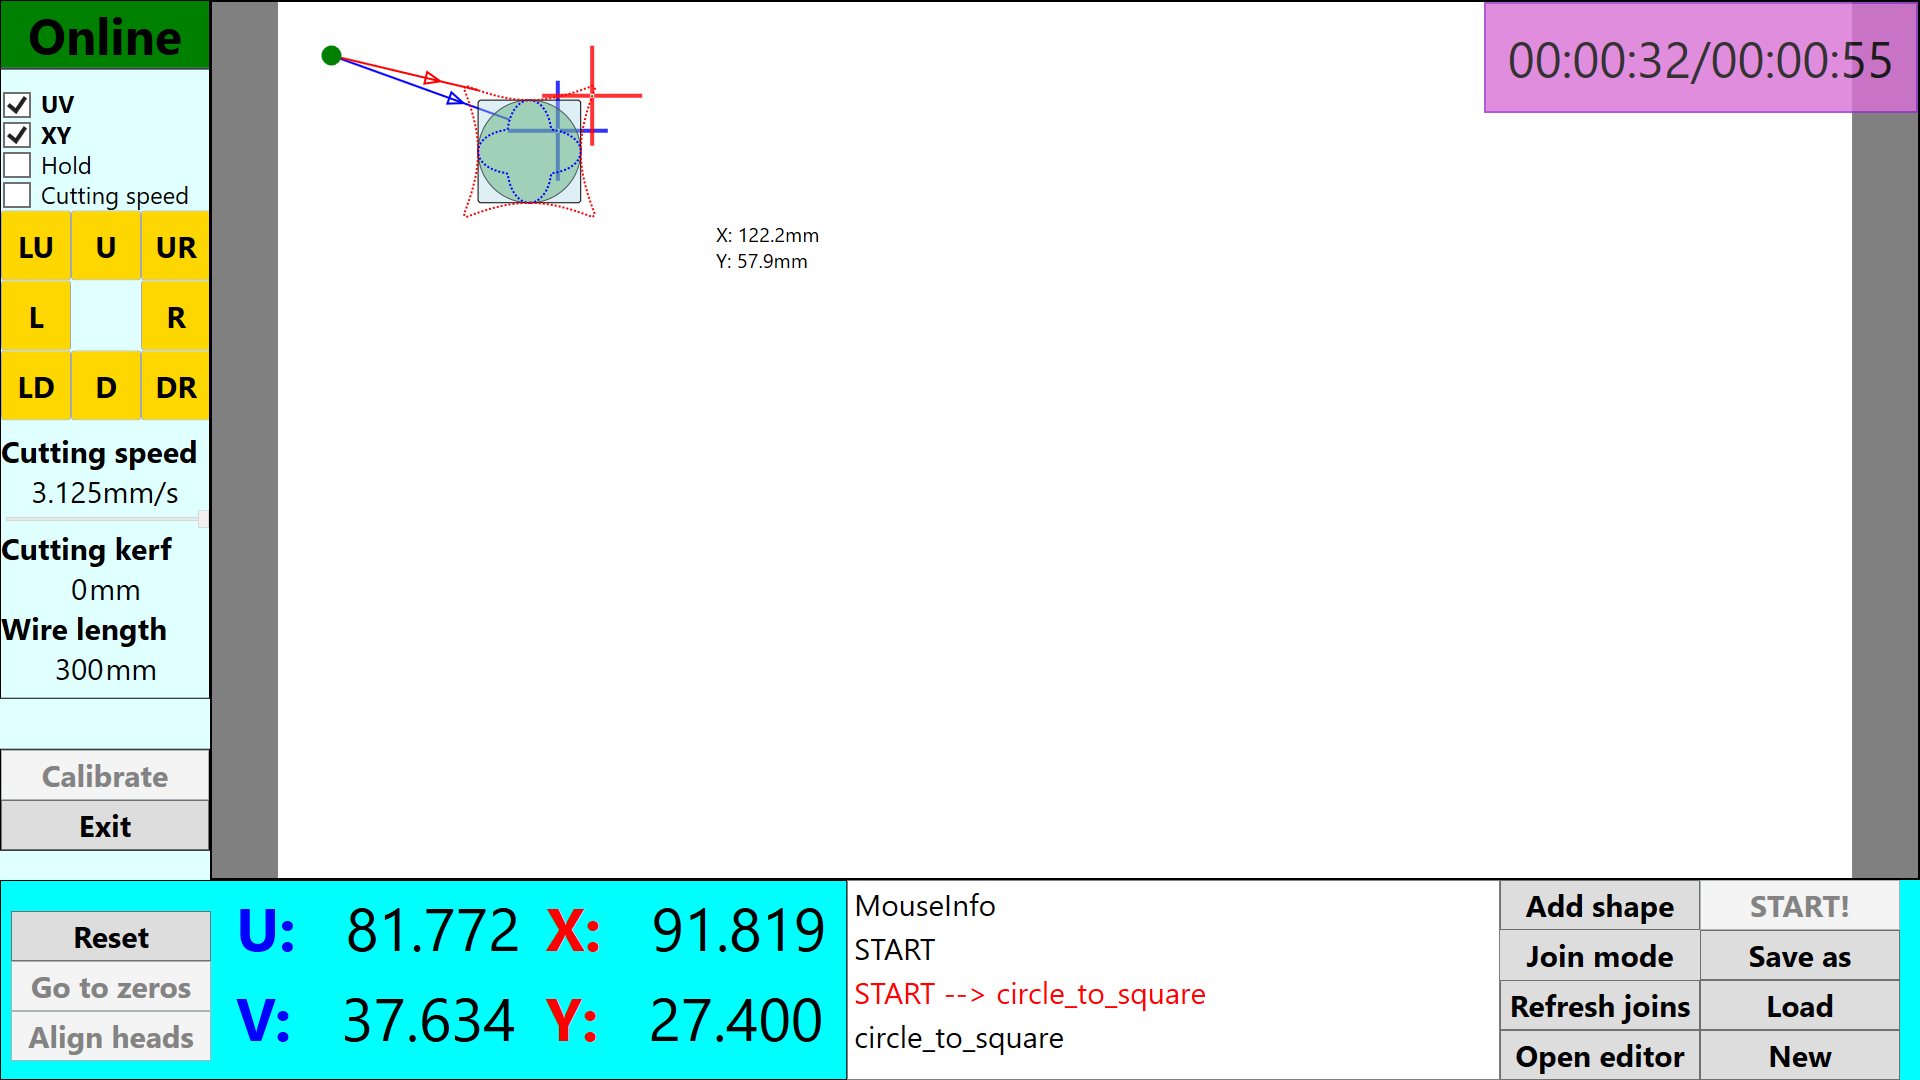 Online
UV
XY
Hold
Cutting speed
LU U UR
L R
LD D DR
Cutting speed
3.125mm/s
Cutting kerf
0mm
Wire length
300mm
Calibrate
Exit
00:00:32/00:00:55
X: 122.2mm
Y: 57.9mm
Reset
Go to zeros
Align heads
U: 81.772 X: 91.819
V: 37.634 Y: 27.400
MouseInfo
START
START --> circle_to_square
circle_to_square
Add shape START!
Join mode Save as
Refresh joins Load
Open editor New